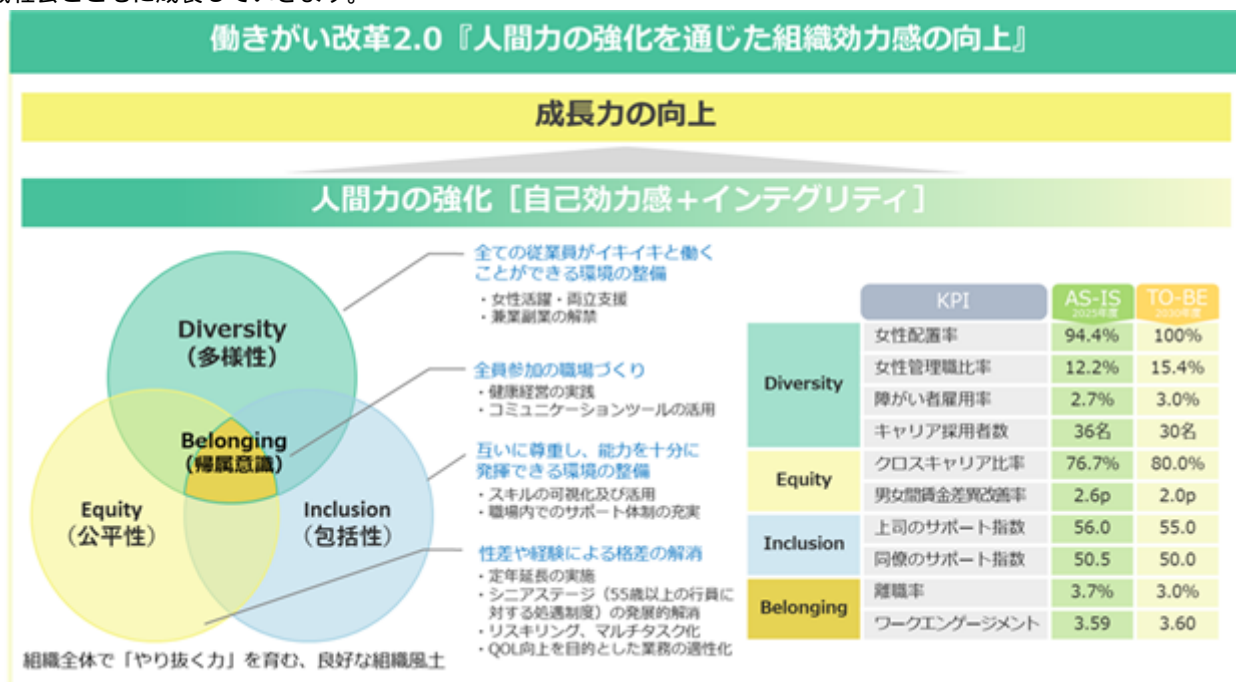 働きがい改革2.0『人間力の強化を通じた組織効力感の向上』
成長力の向上
人間力の強化［自己効力感＋インテグリティ］
Diversity
（多様性）
Belonging
（帰属意識）
Equity
（公平性）
Inclusion
（包括性）
全ての従業員がイキイキと働く
ことができる環境の整備
・女性活躍・両立支援
・兼業副業の解禁
全員参加の職場づくり
・健康経営の実践
・コミュニケーションツールの活用
互いに尊重し、能力を十分に
発揮できる環境の整備
・スキルの可視化及び活用
・職場内でのサポート体制の充実
性差や経験による格差の解消
・定年延長の実施
・シニアステージ（55歳以上の行員に
対する処遇制度）の発展的解消
・リスキリング、マルチタスク化
・QOL向上を目的とした業務の適性化
組織全体で「やり抜く力」を育む、良好な組織風土
KPI AS-IS 2025年度 TO-BE 2030年度
Diversity
女性配置率 94.4% 100%
女性管理職比率 12.2% 15.4%
障がい者雇用率 2.7% 3.0%
キャリア採用者数 36名 30名
Equity
クロスキャリア比率 76.7% 80.0%
男女間賃金差異改善率 2.6p 2.0p
Inclusion
上司のサポート指数 56.0 55.0
同僚のサポート指数 50.5 50.0
Belonging
離職率 3.7% 3.0%
ワークエンゲージメント 3.59 3.60